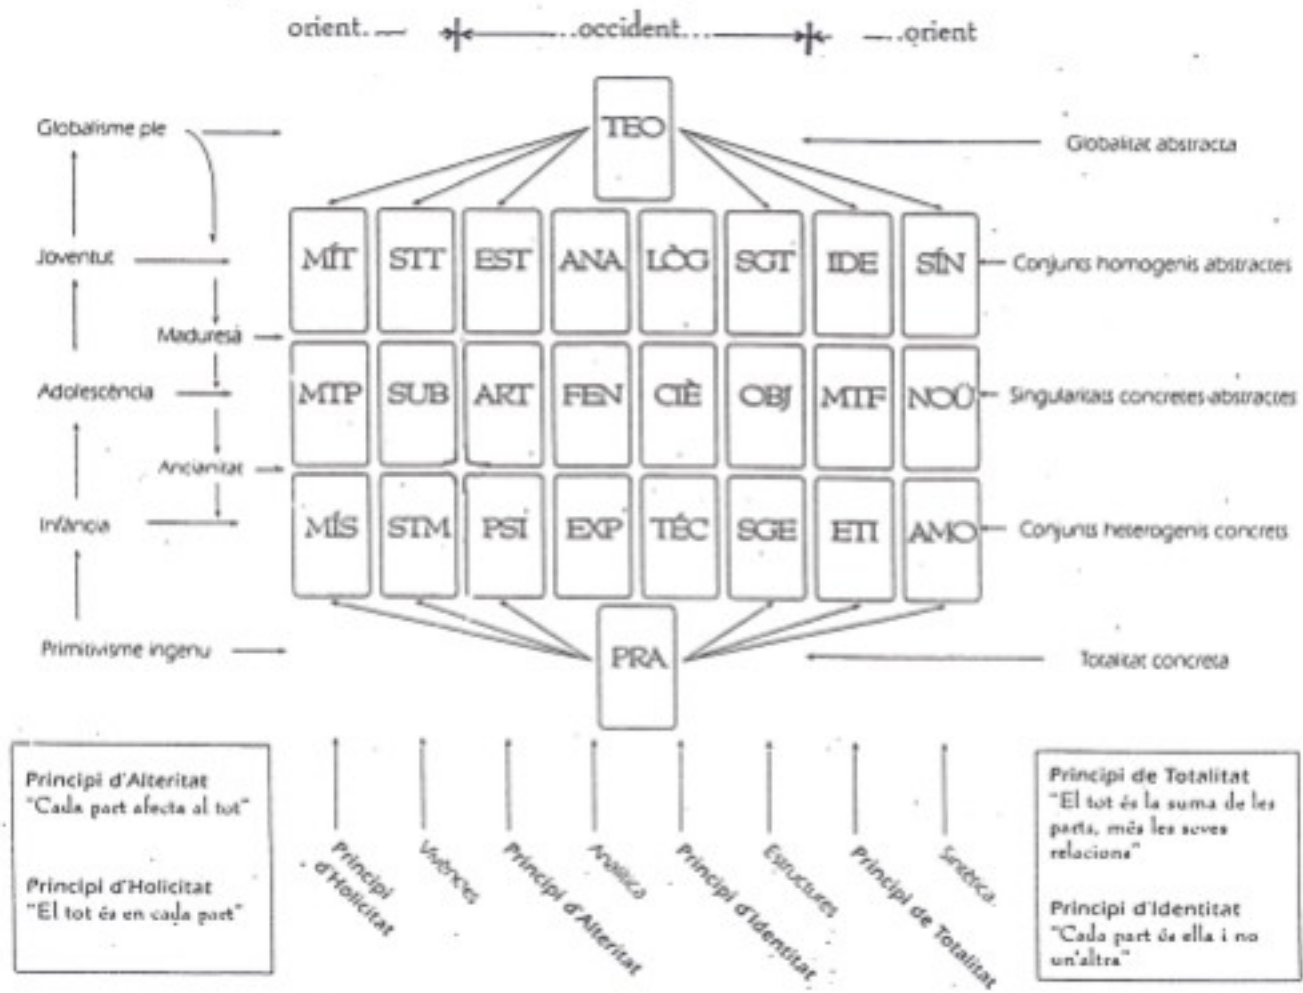 orient.
occident
orient
TEO
Globalisme ple
Globalitat abstracta
Joventut
MÍT STT EST ANA LÒG SGT IDE SÍN
Conjunts homogenis abstractes
Maduresa
Adolescència
MTP SUB ART FEN CIÈ OBJ MTF NOÜ
Singularitats concretes-abstractes
Ancianitat
Infància
MÍS STM PSI EXP TÉC SGE ETI AMO
Conjunts heterogenis concrets
Primitivisme ingenu
PRA
Totalitat concreta
Principi d'Alteritat
"Cada part afecta al tot"
Principi d'Holicitat
"El tot és en cada part"
Principi
d'Holicitat
Vivències
Principi d'Alteritat
Analítica
Principi d'Identitat
Estructures
Principi de Totalitat
Sintètica
Principi de Totalitat
"El tot és la suma de les
parts, més les seves
relacions"
Principi d'Identitat
"Cada part és ella i no
un'altra"